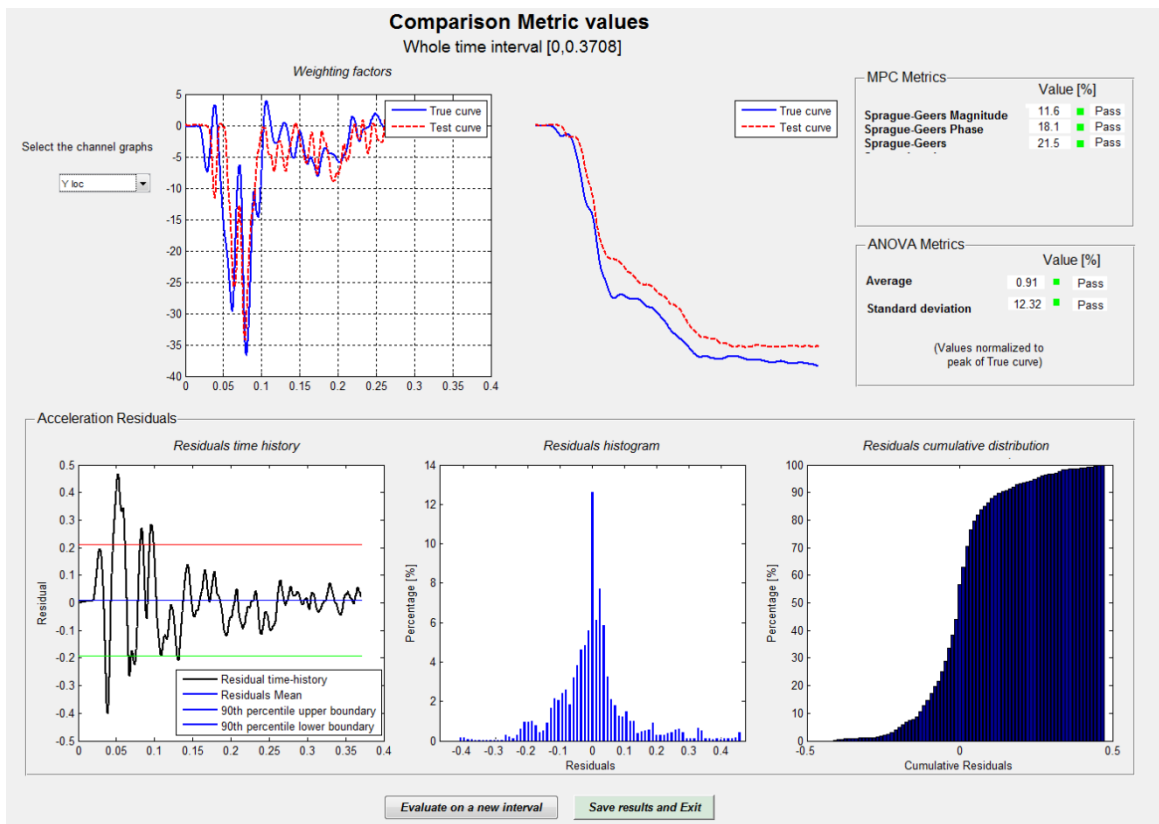 Comparison Metric values
Whole time interval [0,0.3708]
Weighting factors
5
0
-5
-10
-15
-20
-25
-30
-35
-40
0 0.05 0.1 0.15 0.2 0.25 0.3 0.35 0.4
True curve
Test curve
True curve
Test curve
Select the channel graphs
Y loc
MPC Metrics
Value [%]
Sprague-Geers Magnitude 11.6 Pass
Sprague-Geers Phase 18.1 Pass
Sprague-Geers 21.5 Pass
ANOVA Metrics
Value [%]
Average 0.91 Pass
Standard deviation 12.32 Pass
(Values normalized to
peak of True curve)
Acceleration Residuals
Residuals time history
Residual
0.5
0.4
0.3
0.2
0.1
0
-0.1
-0.2
-0.3
-0.4
-0.5
0 0.05 0.1 0.15 0.2 0.25 0.3 0.35 0.4
Residual time-history
Residuals Mean
90th percentile upper boundary
90th percentile lower boundary
Residuals histogram
Percentage [%]
14
12
10
8
6
4
2
0
-0.4 -0.3 -0.2 -0.1 0 0.1 0.2 0.3 0.4
Residuals
Residuals cumulative distribution
Percentage [%]
100
90
80
70
60
50
40
30
20
10
0
-0.5 0 0.5
Cumulative Residuals
Evaluate on a new interval
Save results and Exit